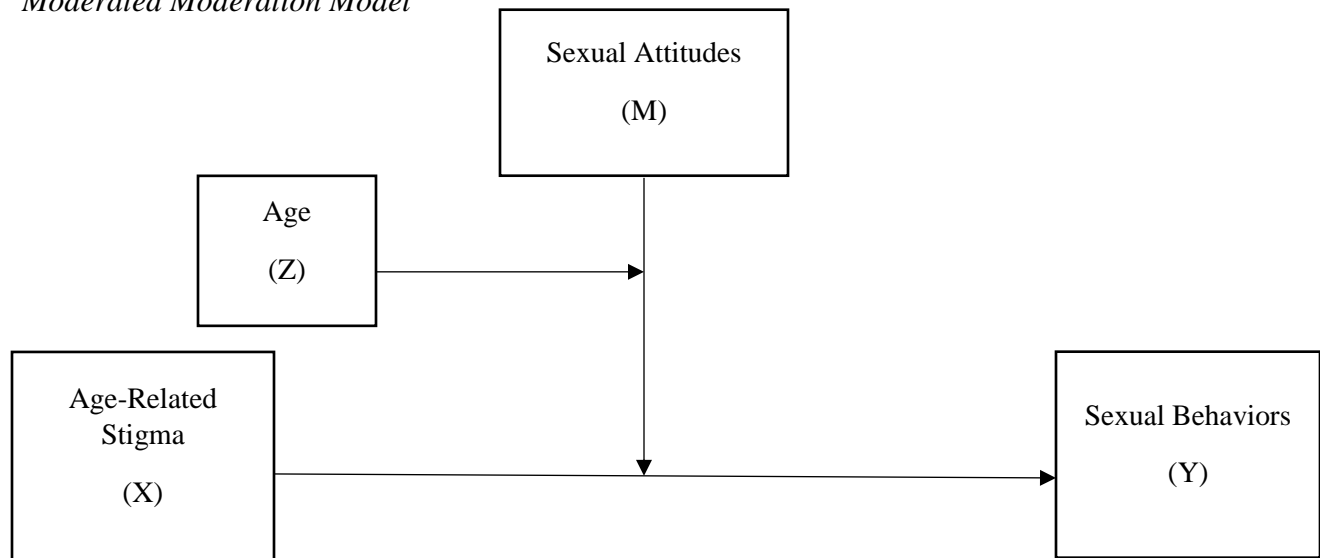 Moderated Moderation Model
Sexual Attitudes
(M)
Age
(Z)
Age-Related
Stigma
(X)
Sexual Behaviors
(Y)